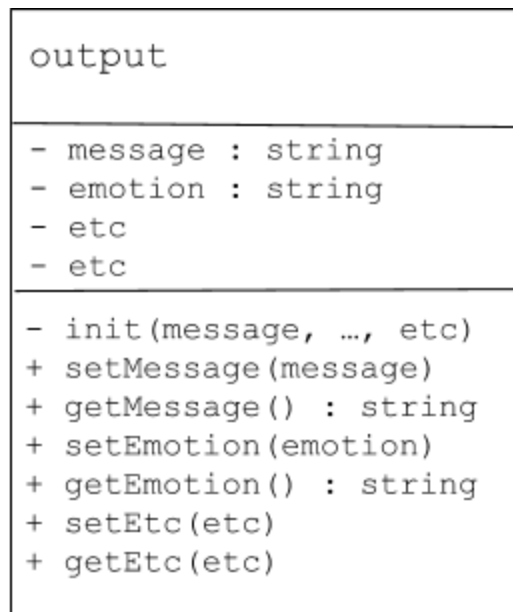 output
- message : string
- emotion : string
- etc
- etc
- init(message, …, etc)
+ setMessage(message)
+ getMessage() : string
+ setEmotion(emotion)
+ getEmotion() : string
+ setEtc(etc)
+ getEtc(etc)